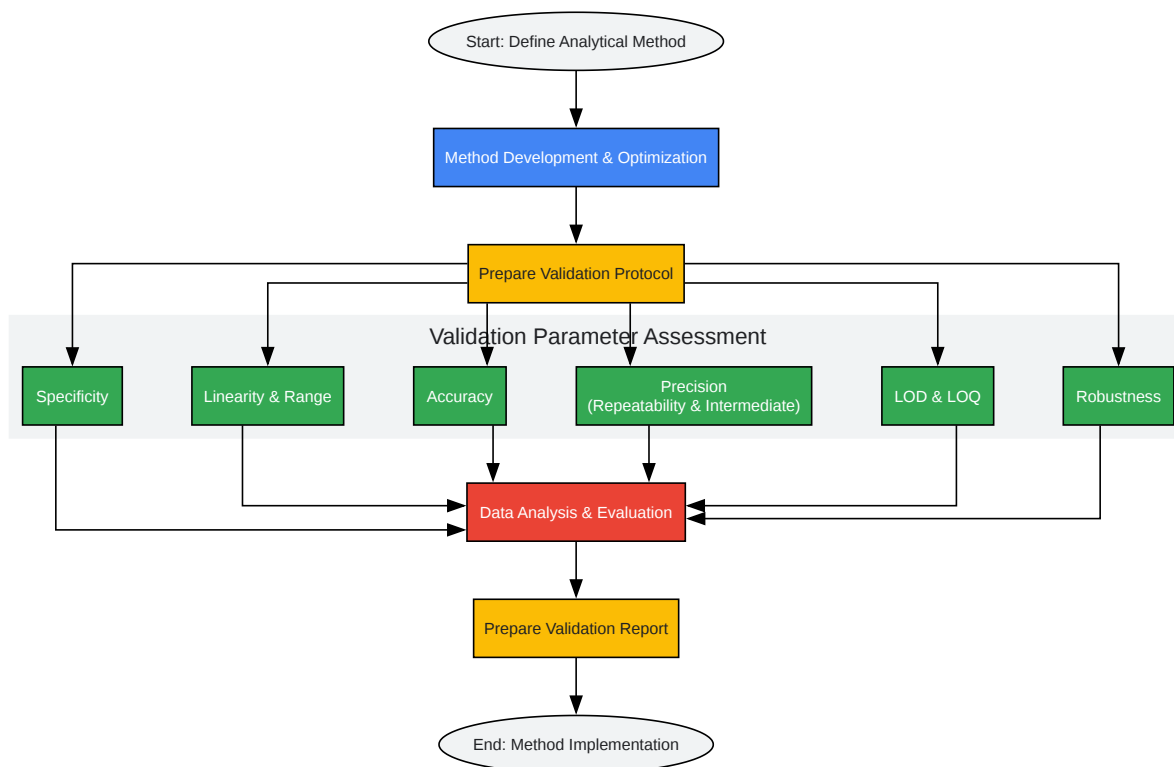 Start: Define Analytical Method
Method Development & Optimization
Prepare Validation Protocol
Validation Parameter Assessment
Specificity
Linearity & Range
Accuracy
Precision
(Repeatability & Intermediate)
LOD & LOQ
Robustness
Data Analysis & Evaluation
Prepare Validation Report
End: Method Implementation